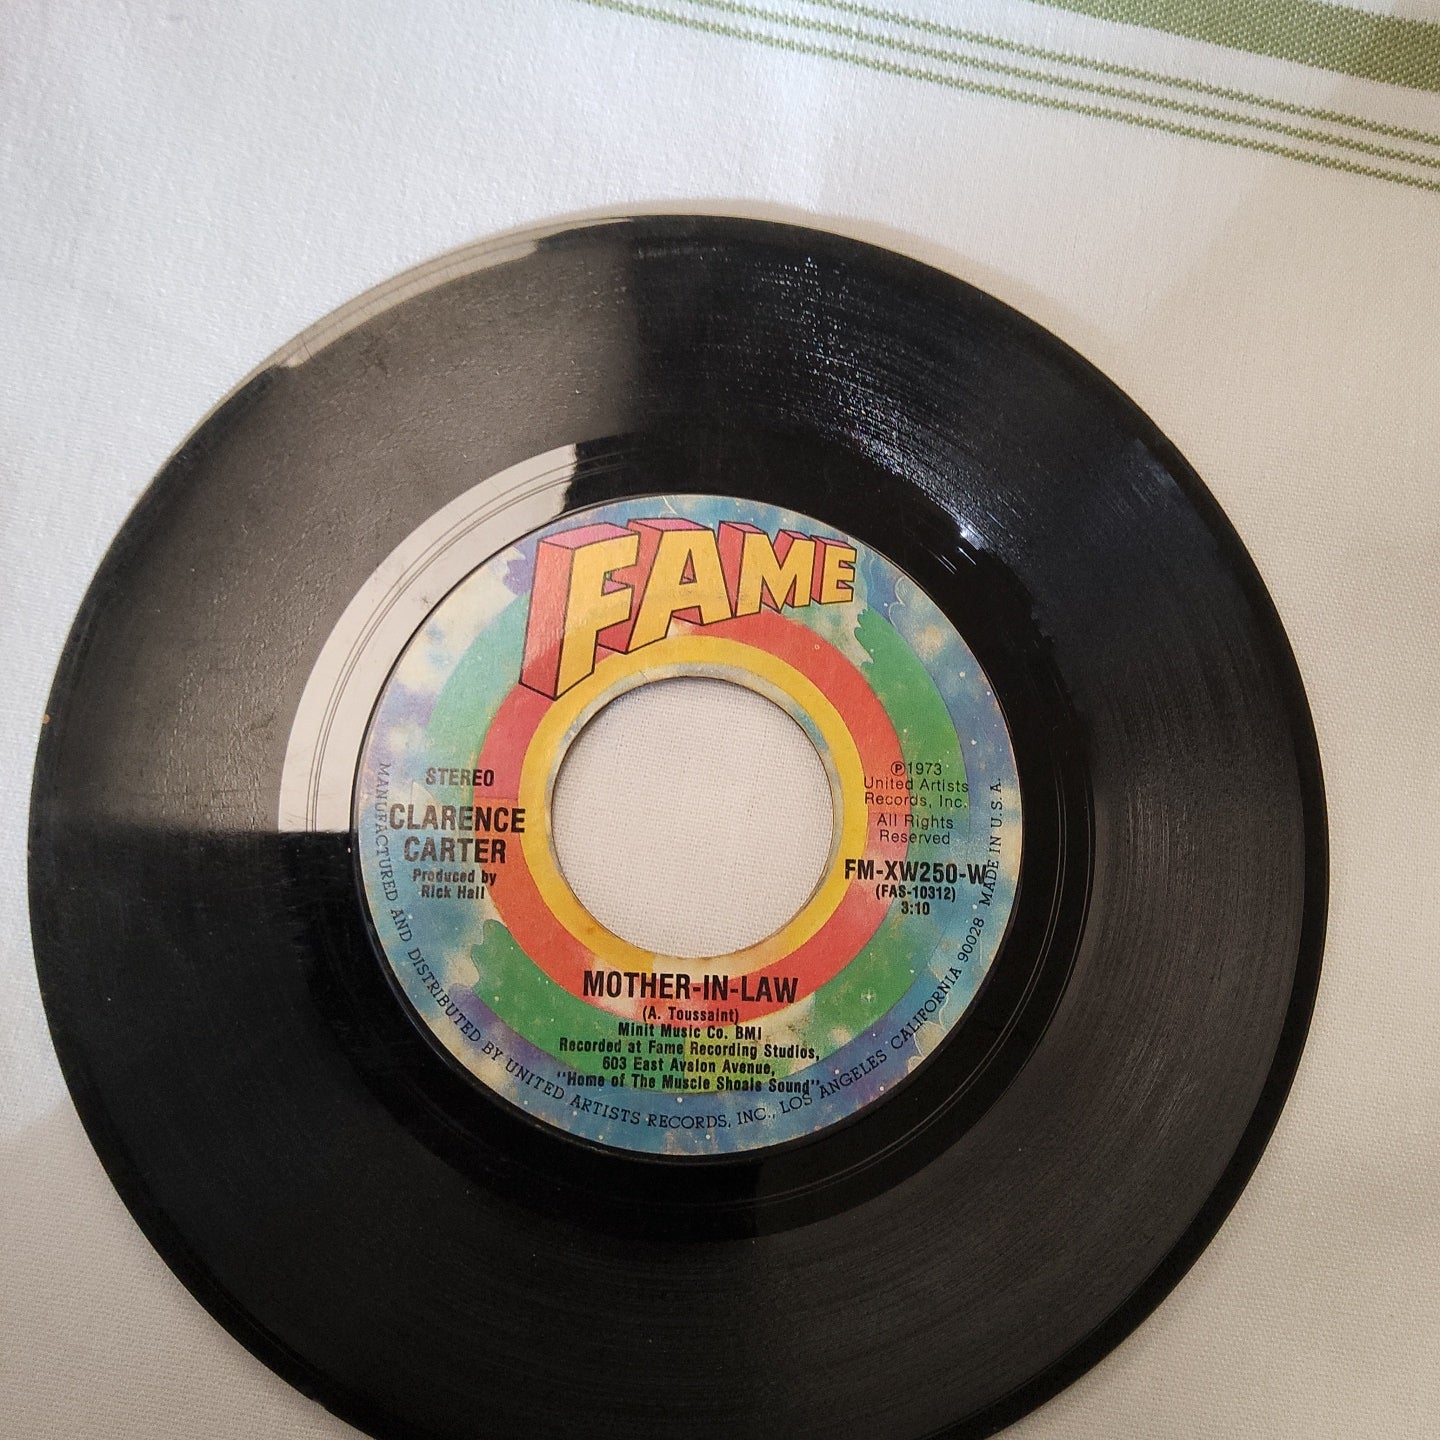 FAME
STEREO
CLARENCE
CARTER
Produced by
Rick Hall
℗1973
United Artists
Records, Inc.
All Rights
Reserved
FM-XW250-W
(FAS-10312)
3:10
MOTHER-IN-LAW
(A. Toussaint)
Minit Music Co. BMI
Recorded at Fame Recording Studios,
603 East Avalon Avenue,
"Home of The Muscle Shoals Sound"
MANUFACTURED AND DISTRIBUTED BY UNITED ARTISTS RECORDS, INC., LOS ANGELES CALIFORNIA 90028 MADE IN U.S.A.